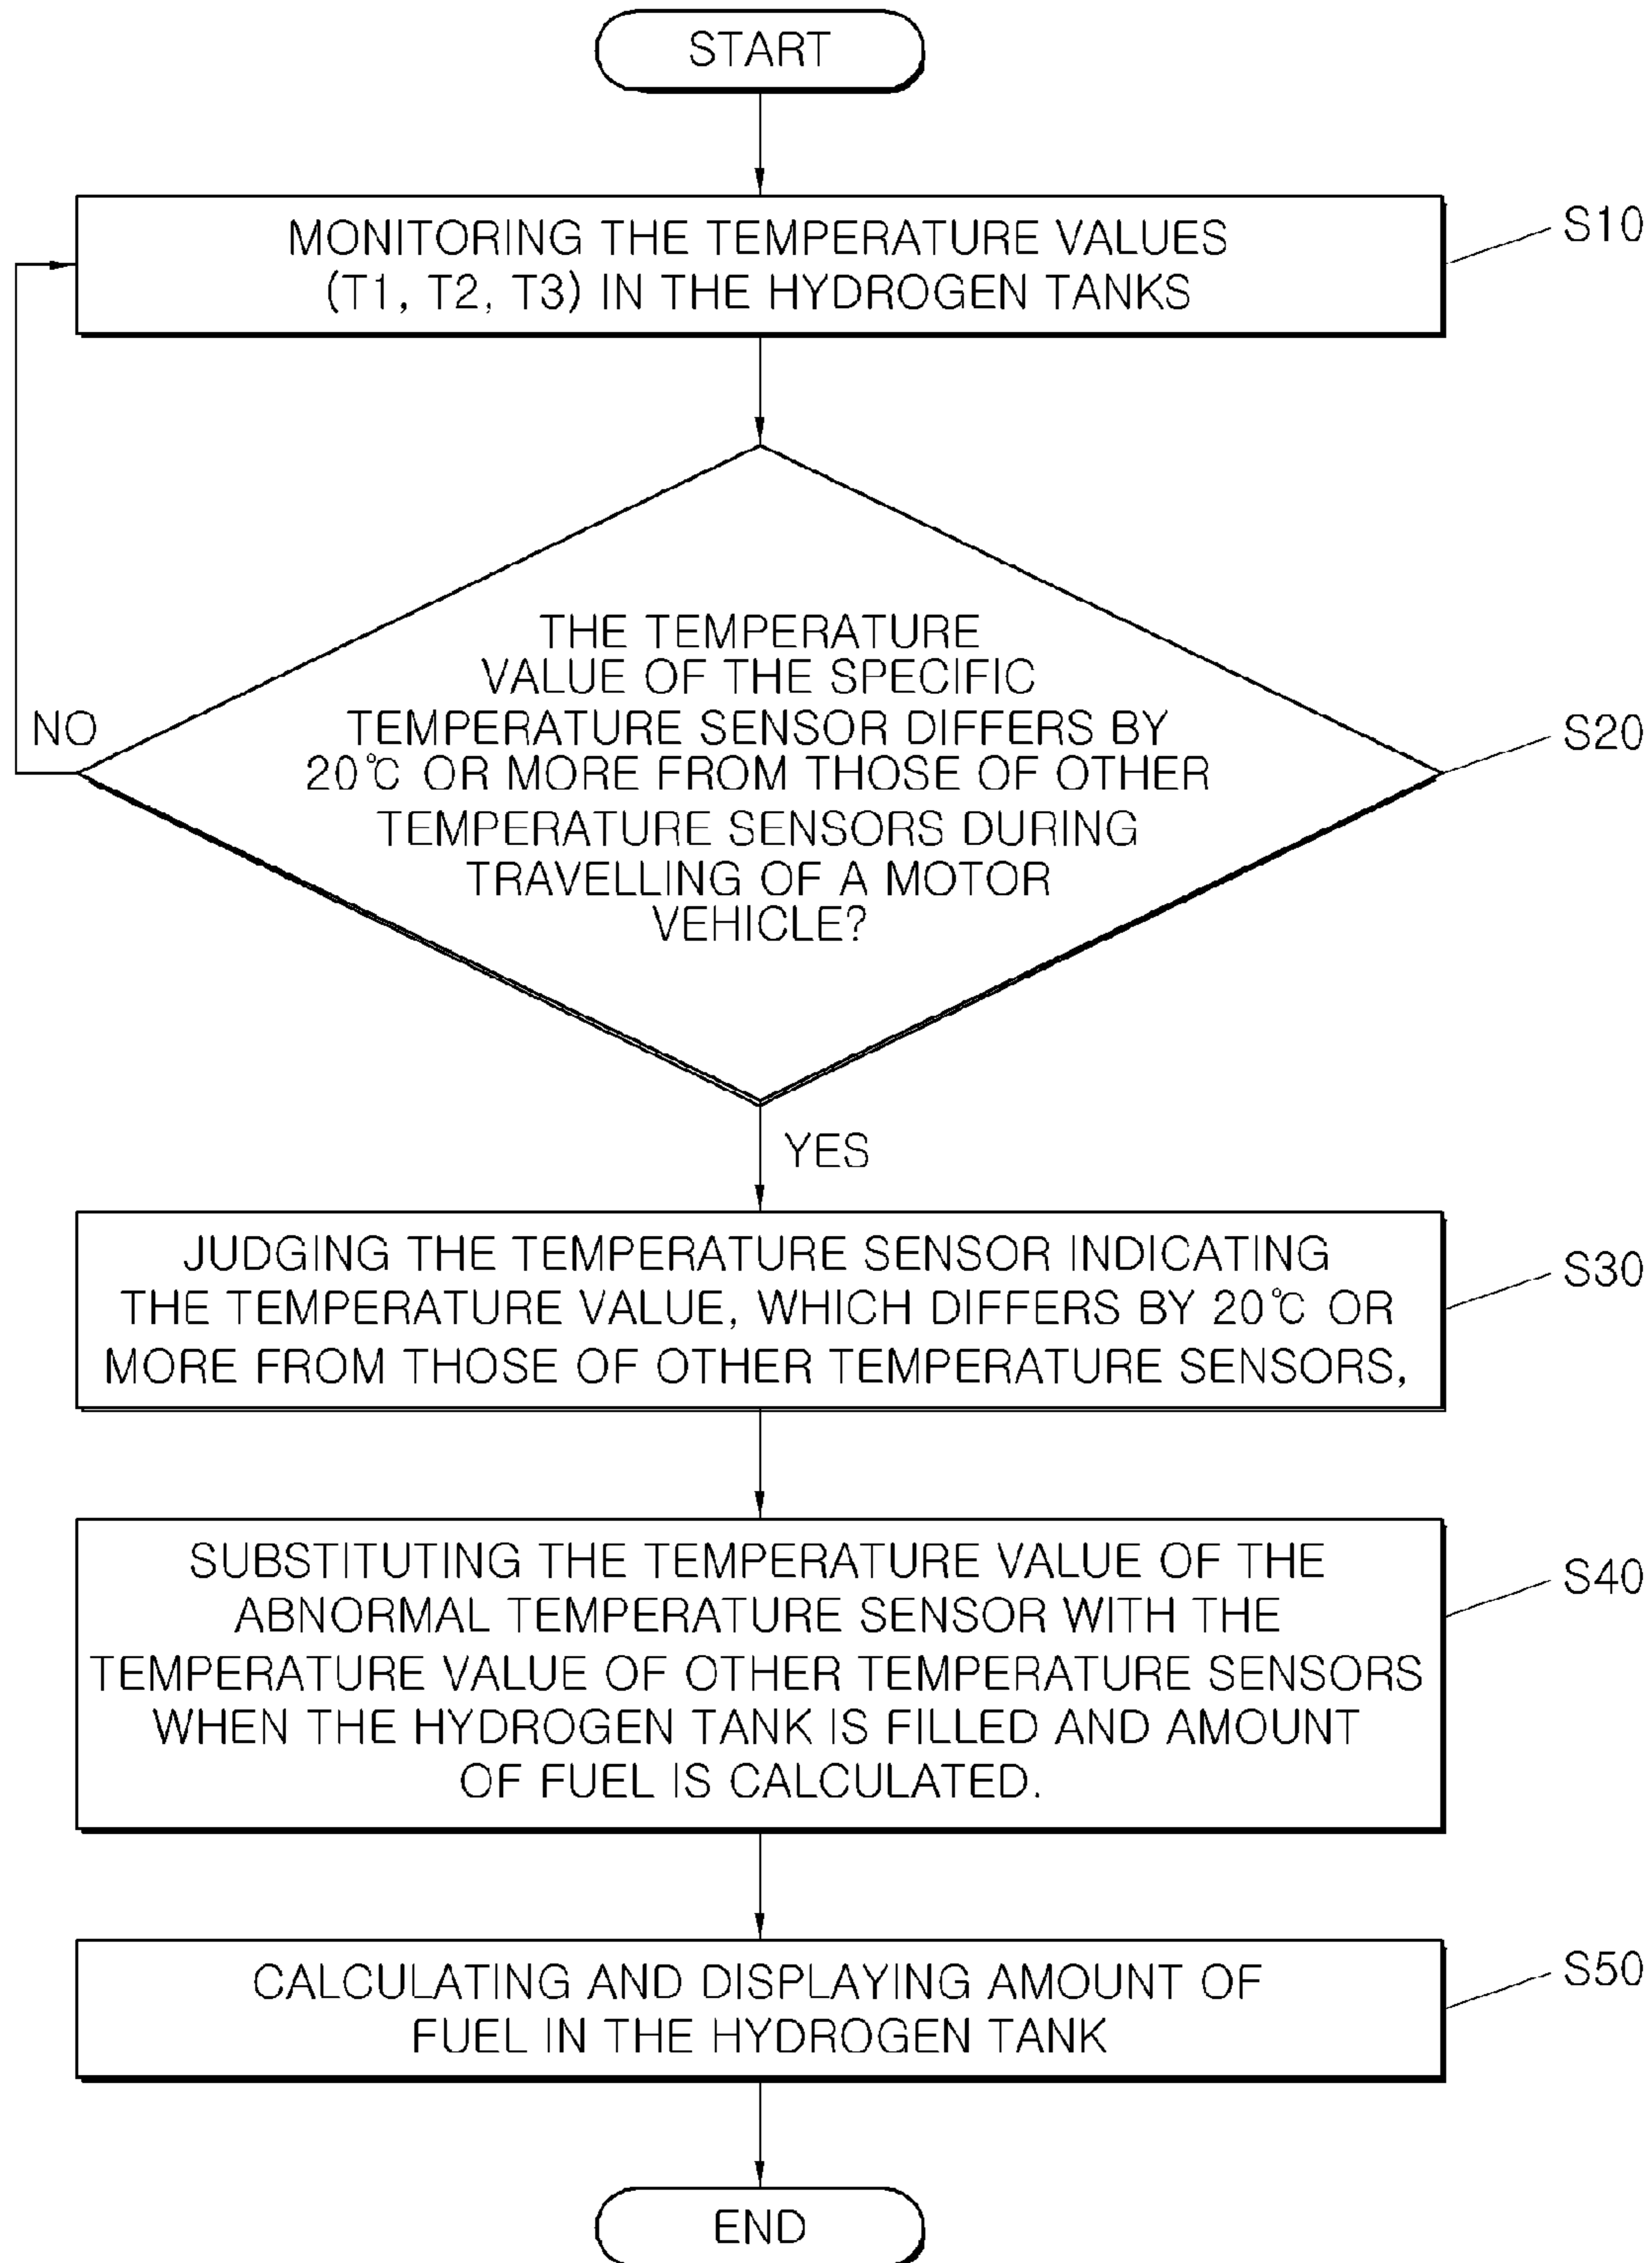 START
MONITORING THE TEMPERATURE VALUES
(T1, T2, T3) IN THE HYDROGEN TANKS
S10
THE TEMPERATURE
VALUE OF THE SPECIFIC
TEMPERATURE SENSOR DIFFERS BY
20℃ OR MORE FROM THOSE OF OTHER
TEMPERATURE SENSORS DURING
TRAVELLING OF A MOTOR
VEHICLE?
NO
S20
YES
JUDGING THE TEMPERATURE SENSOR INDICATING
THE TEMPERATURE VALUE, WHICH DIFFERS BY 20℃ OR
MORE FROM THOSE OF OTHER TEMPERATURE SENSORS,
S30
SUBSTITUTING THE TEMPERATURE VALUE OF THE
ABNORMAL TEMPERATURE SENSOR WITH THE
TEMPERATURE VALUE OF OTHER TEMPERATURE SENSORS
WHEN THE HYDROGEN TANK IS FILLED AND AMOUNT
OF FUEL IS CALCULATED.
S40
CALCULATING AND DISPLAYING AMOUNT OF
FUEL IN THE HYDROGEN TANK
S50
END